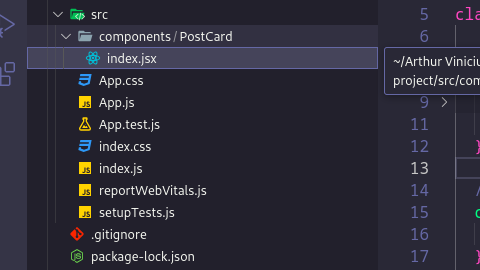 src
components / PostCard
index.jsx
App.css
App.js
App.test.js
index.css
index.js
reportWebVitals.js
setupTests.js
.gitignore
package-lock.json
5 clas
6
~/Arthur Viniciu
project/src/com
9
11
12 }
13
14 /
15
16
17 }